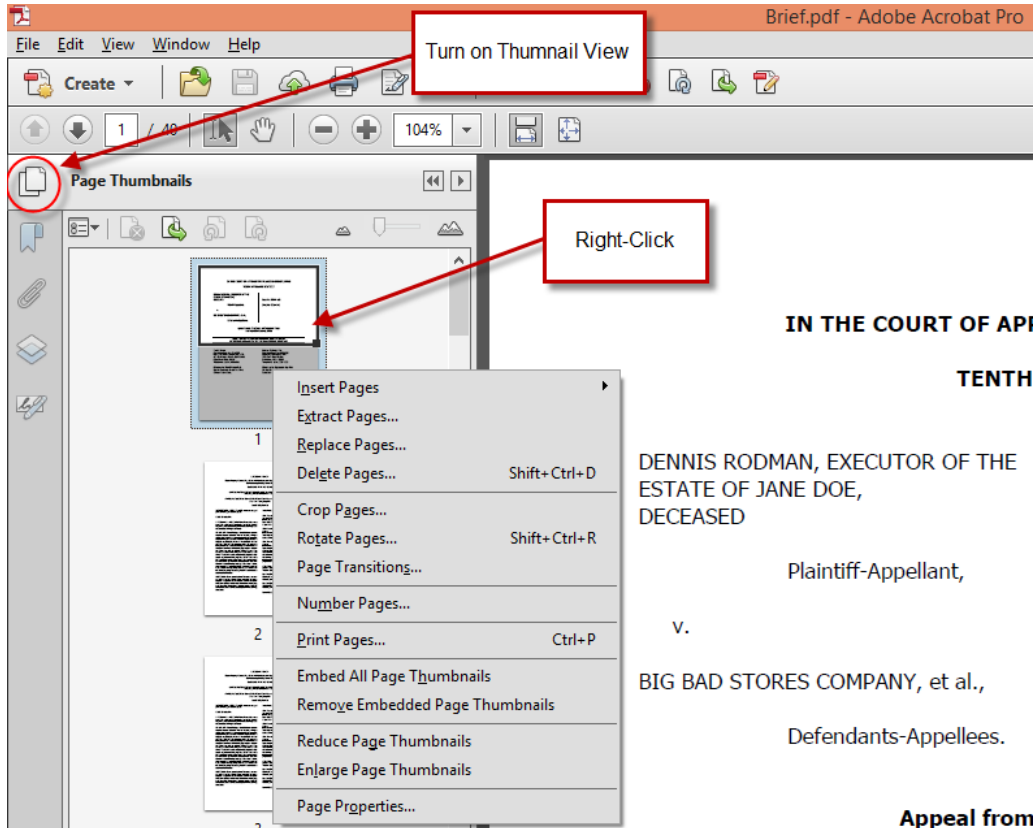 Brief.pdf - Adobe Acrobat Pro
File Edit View Window Help
Turn on Thumnail View
Create
1 / 40
104%
Page Thumbnails
Right-Click
1
2
Insert Pages
Extract Pages...
Replace Pages...
Delete Pages... Shift+Ctrl+D
Crop Pages...
Rotate Pages... Shift+Ctrl+R
Page Transitions...
Number Pages...
Print Pages... Ctrl+P
Embed All Page Thumbnails
Remove Embedded Page Thumbnails
Reduce Page Thumbnails
Enlarge Page Thumbnails
Page Properties...
IN THE COURT OF APP
TENTH
DENNIS RODMAN, EXECUTOR OF THE
ESTATE OF JANE DOE,
DECEASED
Plaintiff-Appellant,
v.
BIG BAD STORES COMPANY, et al.,
Defendants-Appellees.
Appeal from